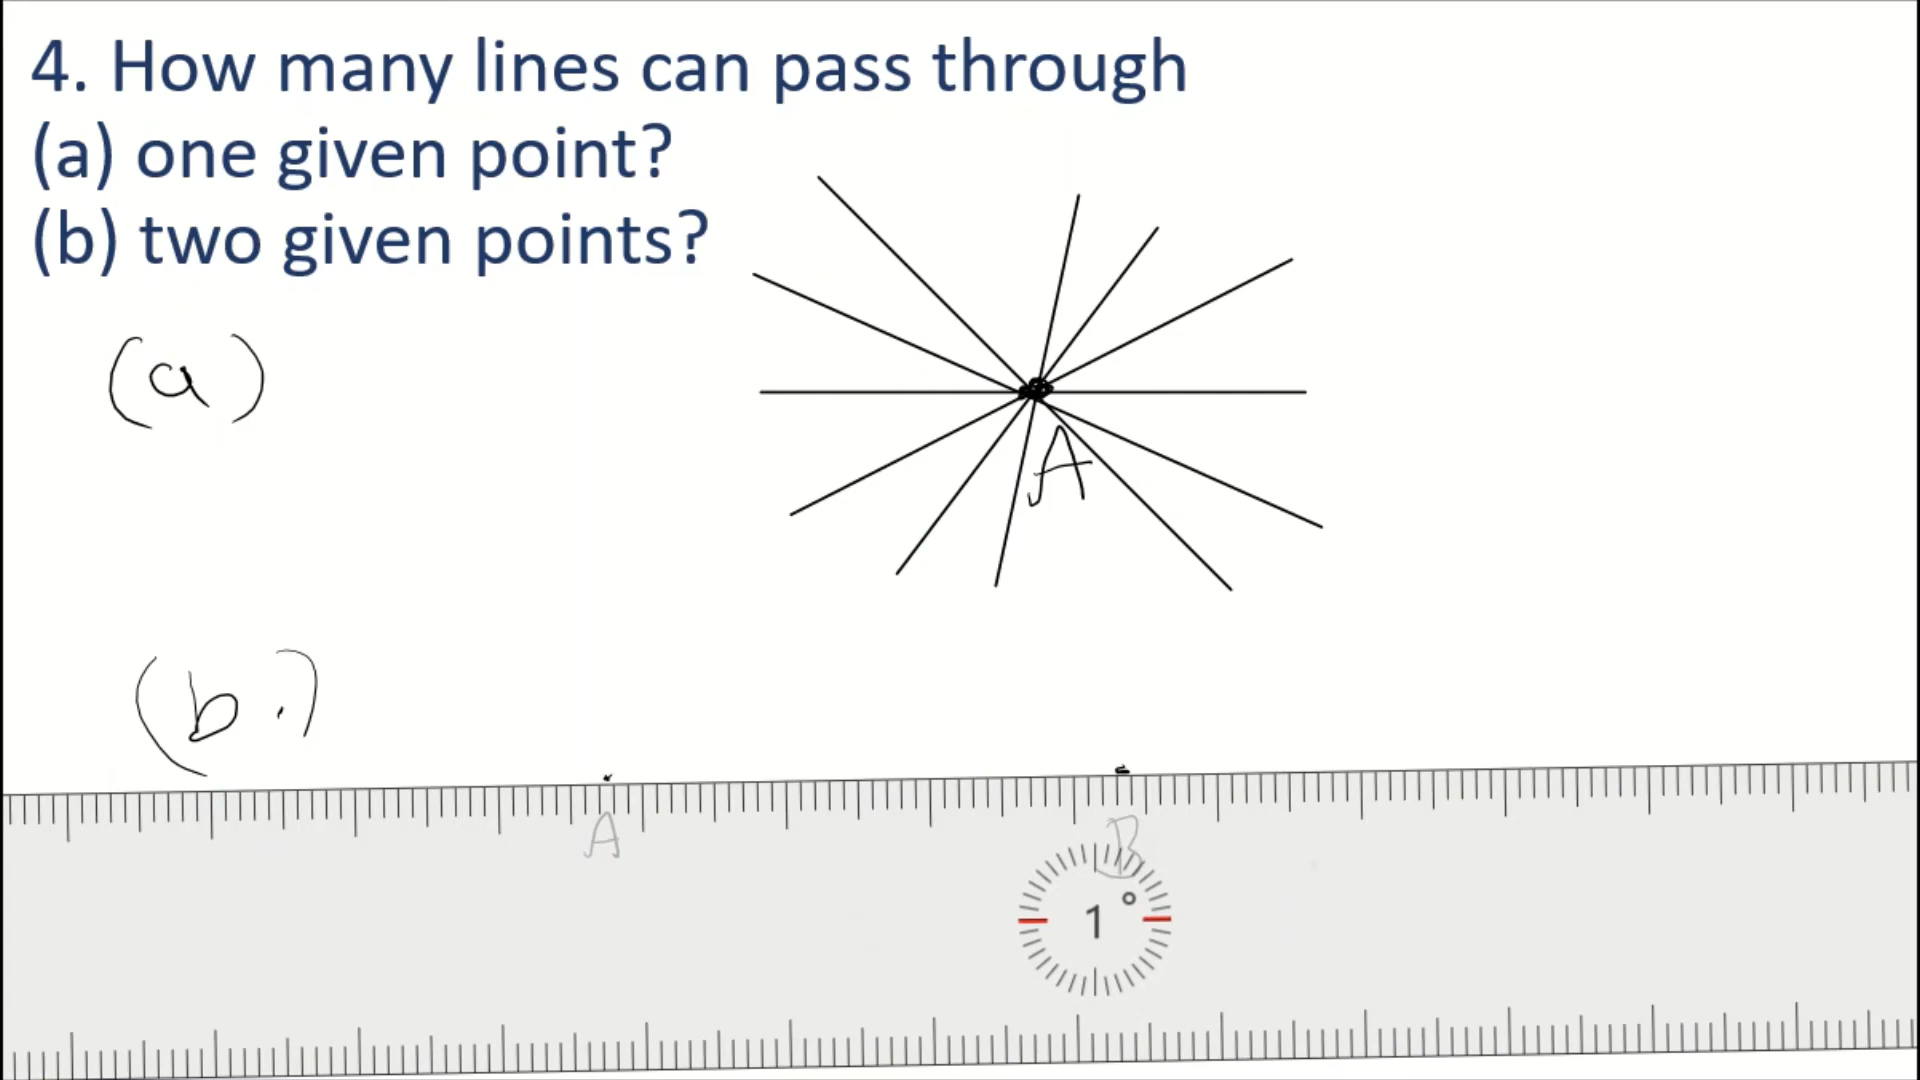 4. How many lines can pass through
(a) one given point?
(b) two given points?
(a)
A
(b.)
A
B
1°